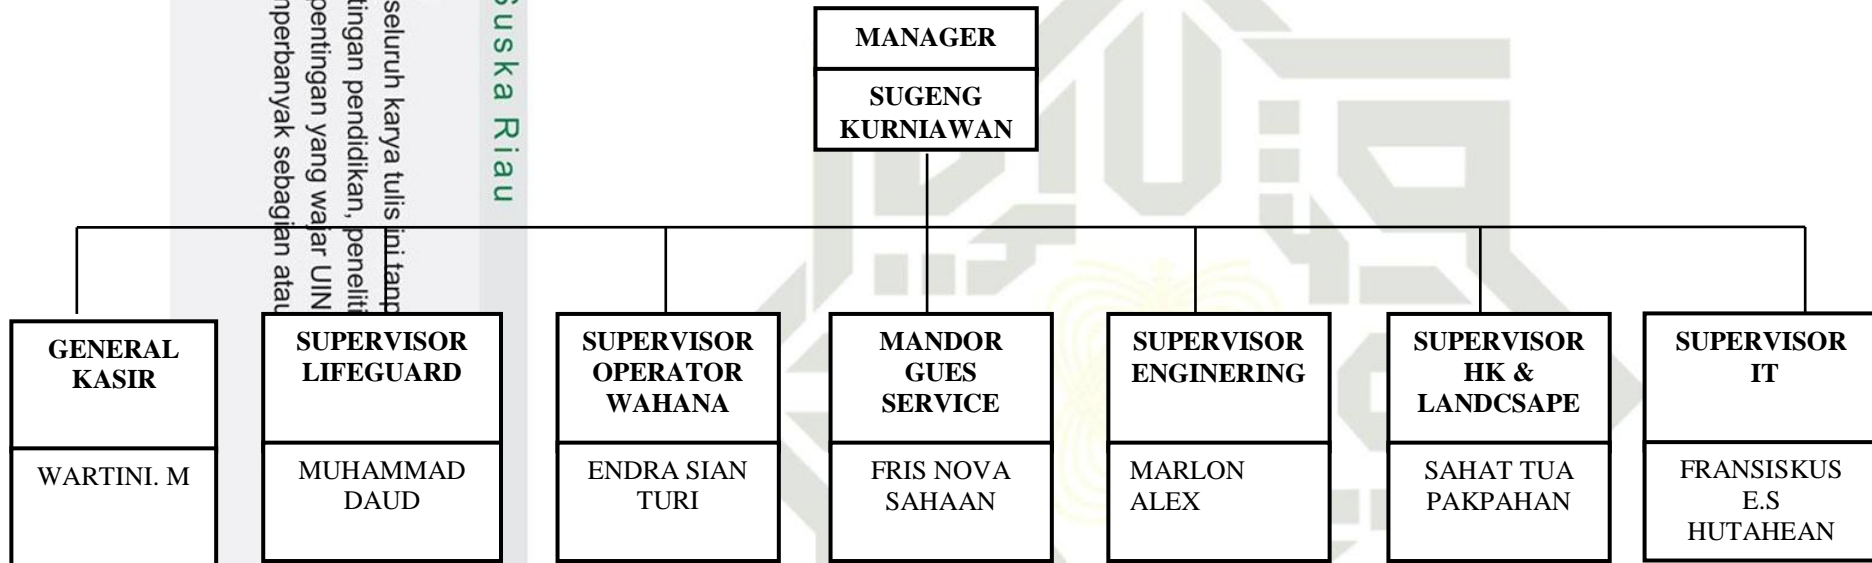 Suska Riau
seluruh karya tulis ini tanp
tingan pendidikan, peneliti
pentingan yang wajar UIN
mperbanyak sebagian atau
MANAGER
SUGENG
KURNIAWAN
GENERAL
KASIR
WARTINI. M
SUPERVISOR
LIFEGUARD
MUHAMMAD
DAUD
SUPERVISOR
OPERATOR
WAHANA
ENDRA SIAN
TURI
MANDOR
GUES
SERVICE
FRIS NOVA
SAHAAN
SUPERVISOR
ENGINERING
MARLON
ALEX
SUPERVISOR
HK &
LANDCSAPE
SAHAT TUA
PAKPAHAN
SUPERVISOR
IT
FRANSISKUS
E.S
HUTAHEAN